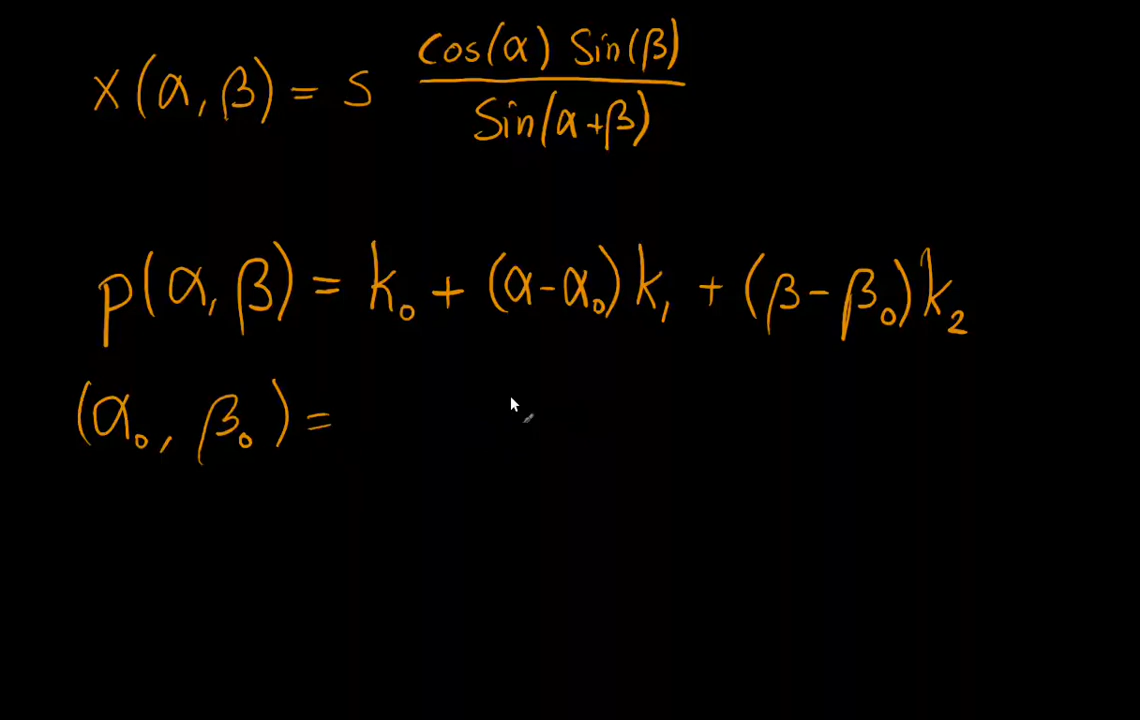 x(α, β) = s cos(α) sin(β) / sin(α+β)
p(α, β) = k₀ + (α-α₀)k₁ + (β-β₀)k₂
(α₀, β₀) =